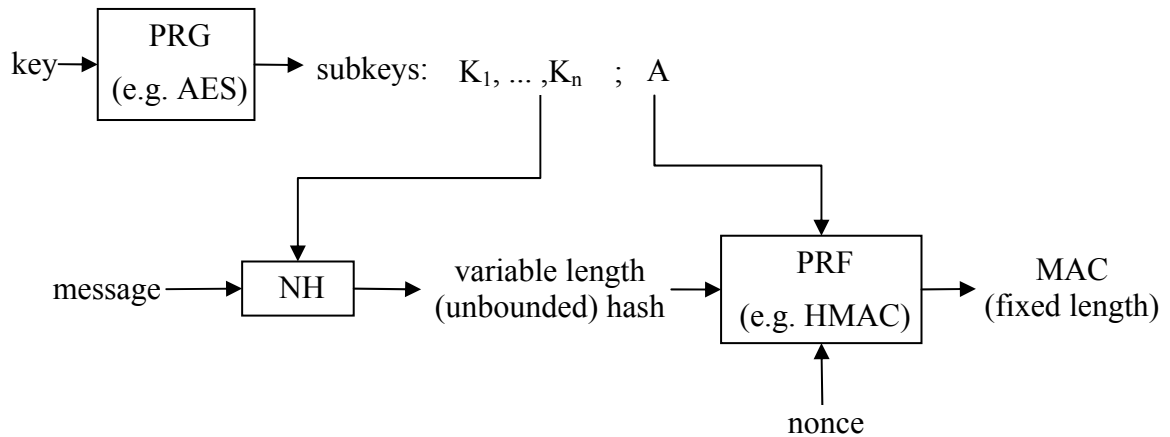 PRG
(e.g. AES)
key
subkeys: K₁, ... ,Kₙ ; A
message
NH
variable length
(unbounded) hash
PRF
(e.g. HMAC)
MAC
(fixed length)
nonce